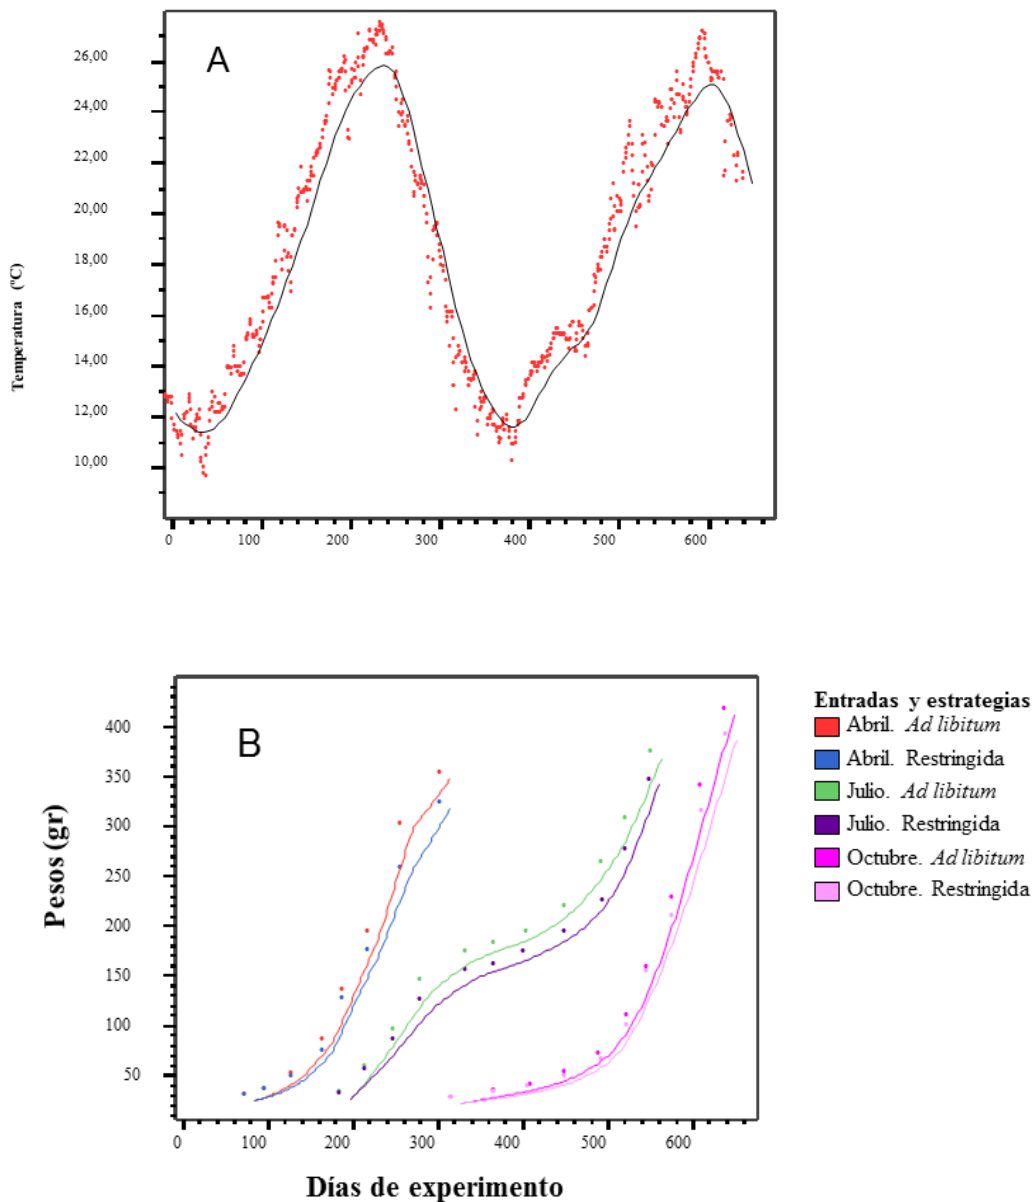 A
26,00
24,00
22,00
20,00
18,00
16,00
14,00
12,00
10,00
Temperatura (ºC)
0 100 200 300 400 500 600
B
400
350
300
250
200
150
100
50
Pesos (gr)
0 100 200 300 400 500 600
Días de experimento
Entradas y estrategias
Abril. Ad libitum
Abril. Restringida
Julio. Ad libitum
Julio. Restringida
Octubre. Ad libitum
Octubre. Restringida